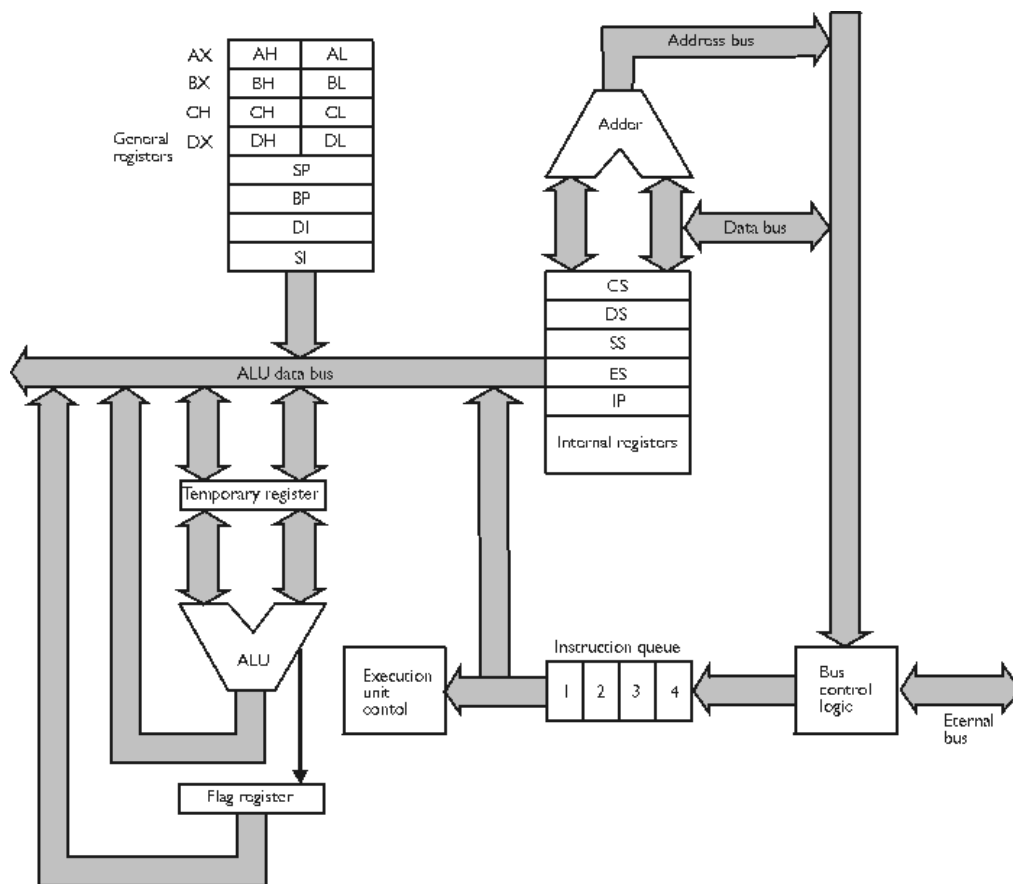 AX AH AL
BX BH BL
CH CH CL
General
registers
DX DH DL
SP
BP
DI
SI
Address bus
Adder
Data bus
CS
DS
SS
ES
IP
Internal registers
ALU data bus
Temporary register
ALU
Flag register
Execution
unit
contol
Instruction queue
1 2 3 4
Bus
control
logic
Eternal
bus